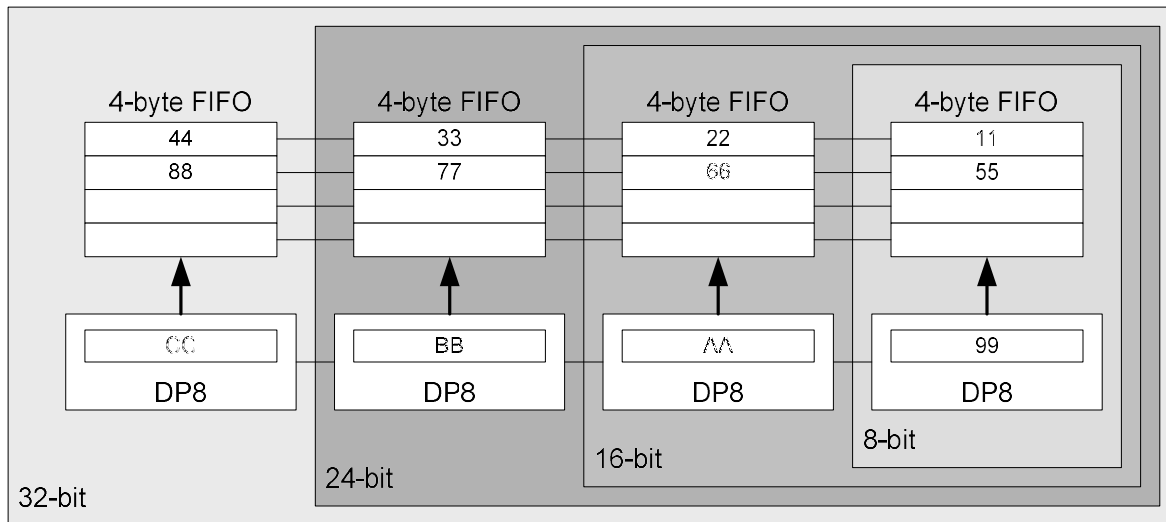 4-byte FIFO 4-byte FIFO 4-byte FIFO 4-byte FIFO
44 33 22 11
88 77 66 55
CC BB AA 99
DP8 DP8 DP8 DP8
8-bit
16-bit
24-bit
32-bit